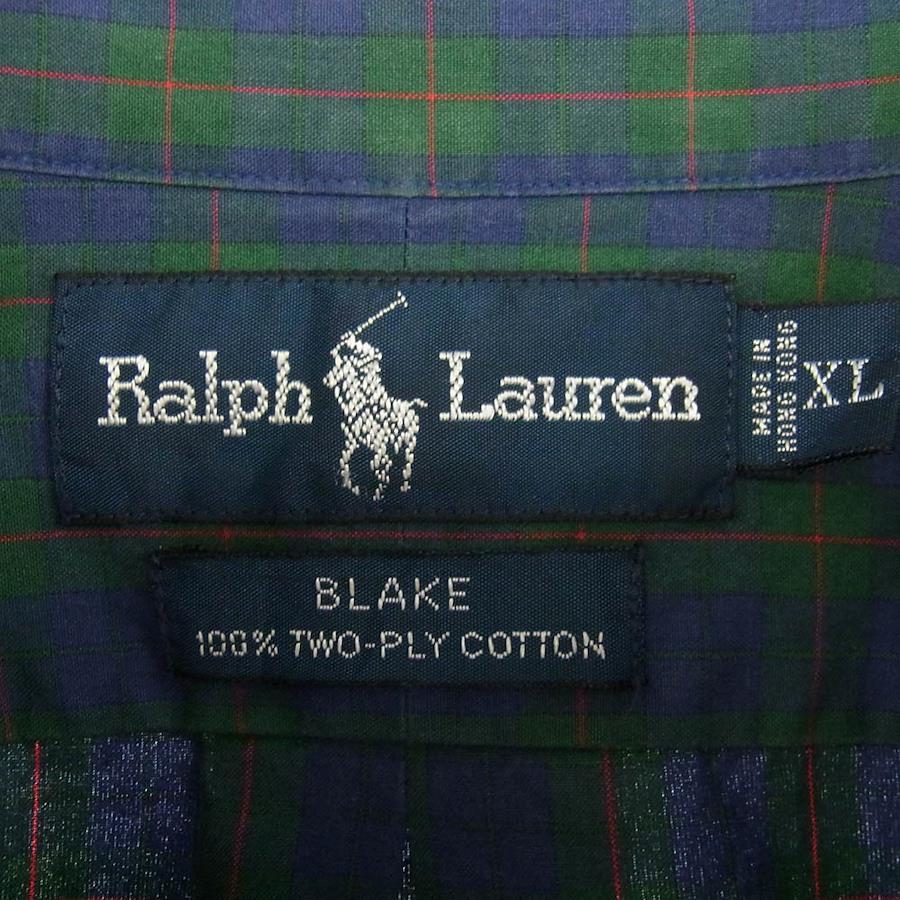 Ralph Lauren
MADE IN
HONG KONG
XL
BLAKE
100% TWO-PLY COTTON